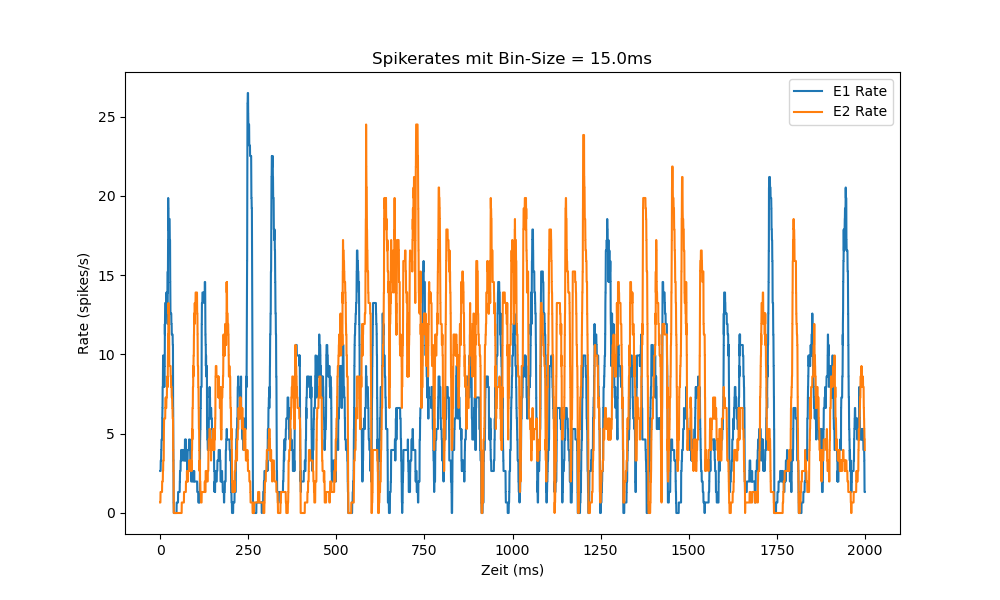 Spikerates mit Bin-Size = 15.0ms
E1 Rate
E2 Rate
25
20
15
10
5
0
Rate (spikes/s)
0 250 500 750 1000 1250 1500 1750 2000
Zeit (ms)